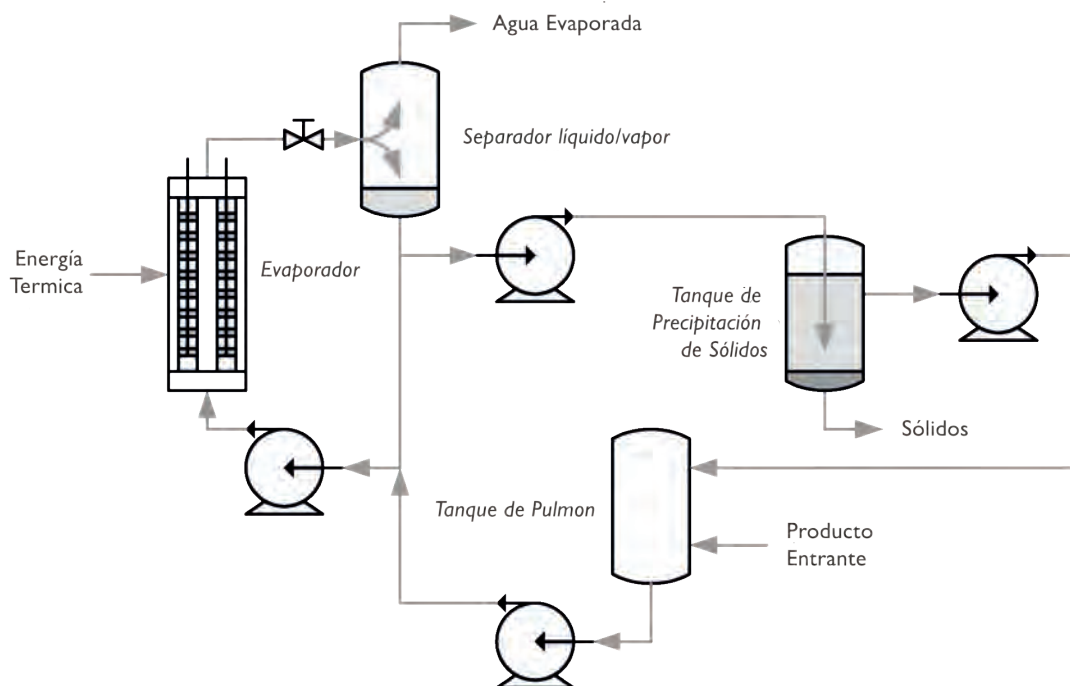 Agua Evaporada
Separador líquido/vapor
Energía
Termica
Evaporador
Tanque de
Precipitación
de Sólidos
Sólidos
Tanque de Pulmon
Producto
Entrante